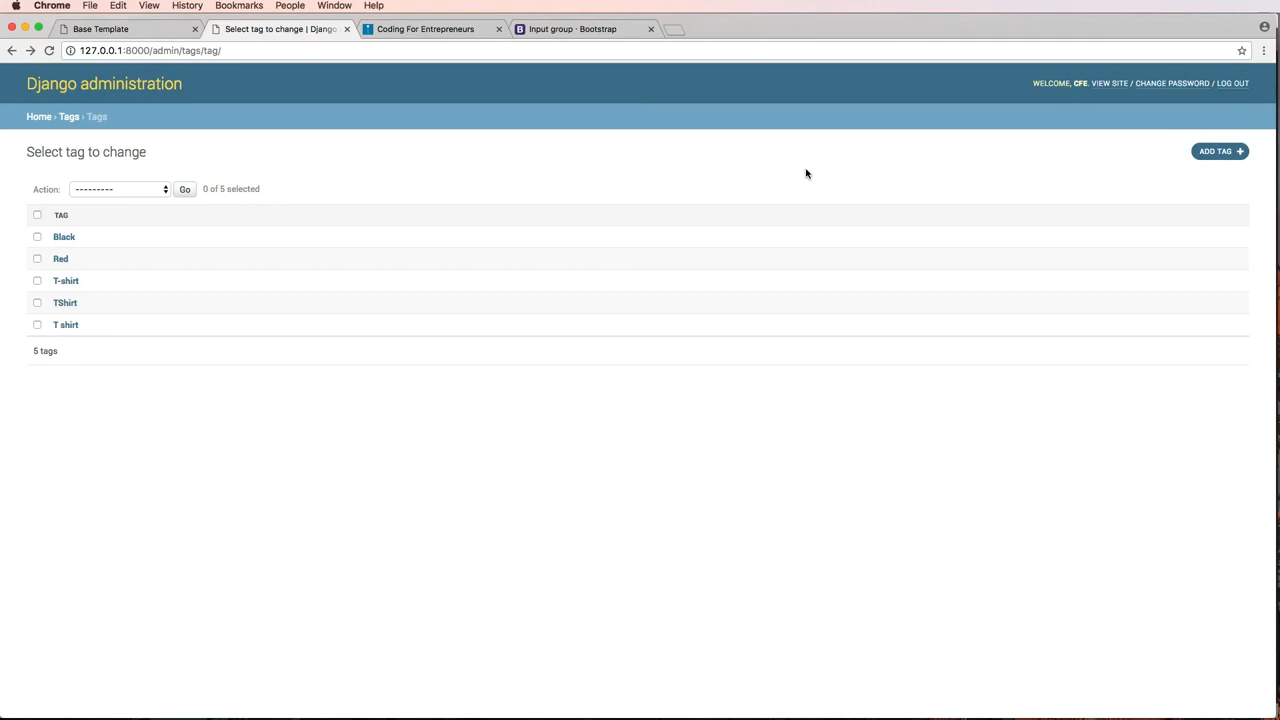 Chrome File Edit View History Bookmarks People Window Help
Base Template × Select tag to change | Django × Coding For Entrepreneurs × Input group · Bootstrap ×
127.0.0.1:8000/admin/tags/tag/
Django administration
WELCOME, CFE. VIEW SITE / CHANGE PASSWORD / LOG OUT
Home › Tags › Tags
Select tag to change
ADD TAG +
Action: --------- Go 0 of 5 selected
TAG
Black
Red
T-shirt
TShirt
T shirt
5 tags